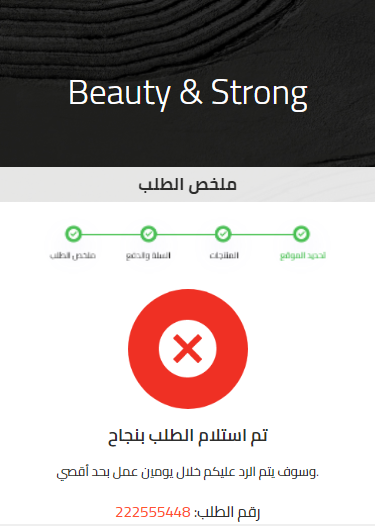 Beauty & Strong
ملخص الطلب
تحديد الموقع
المنتجات
السلة والدفع
ملخص الطلب
تم استلام الطلب بنجاح
وسوف يتم الرد عليكم خلال يومين عمل بحد أقصي.
رقم الطلب: 222555448